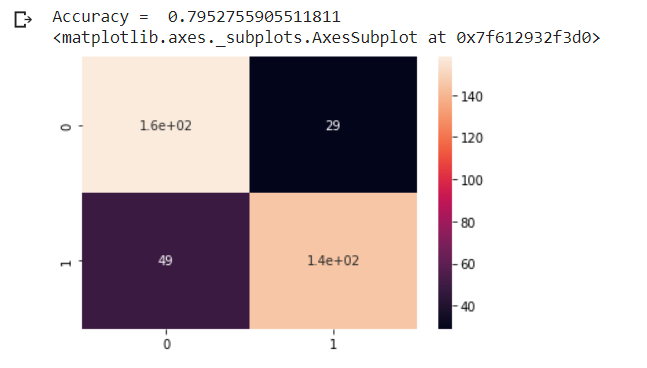 Accuracy =  0.7952755905511811
<matplotlib.axes._subplots.AxesSubplot at 0x7f612932f3d0>
140
0 1.6e+02 29
120
100
80
1 49 1.4e+02
60
40
0 1